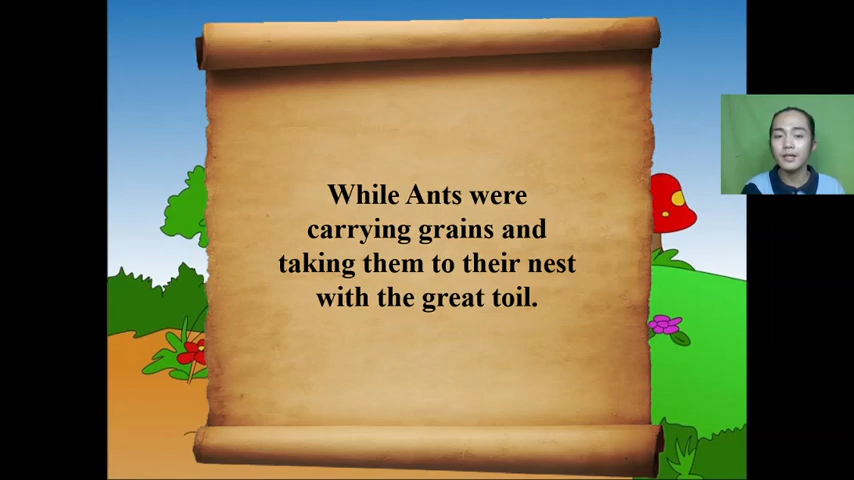 While Ants were
carrying grains and
taking them to their nest
with the great toil.